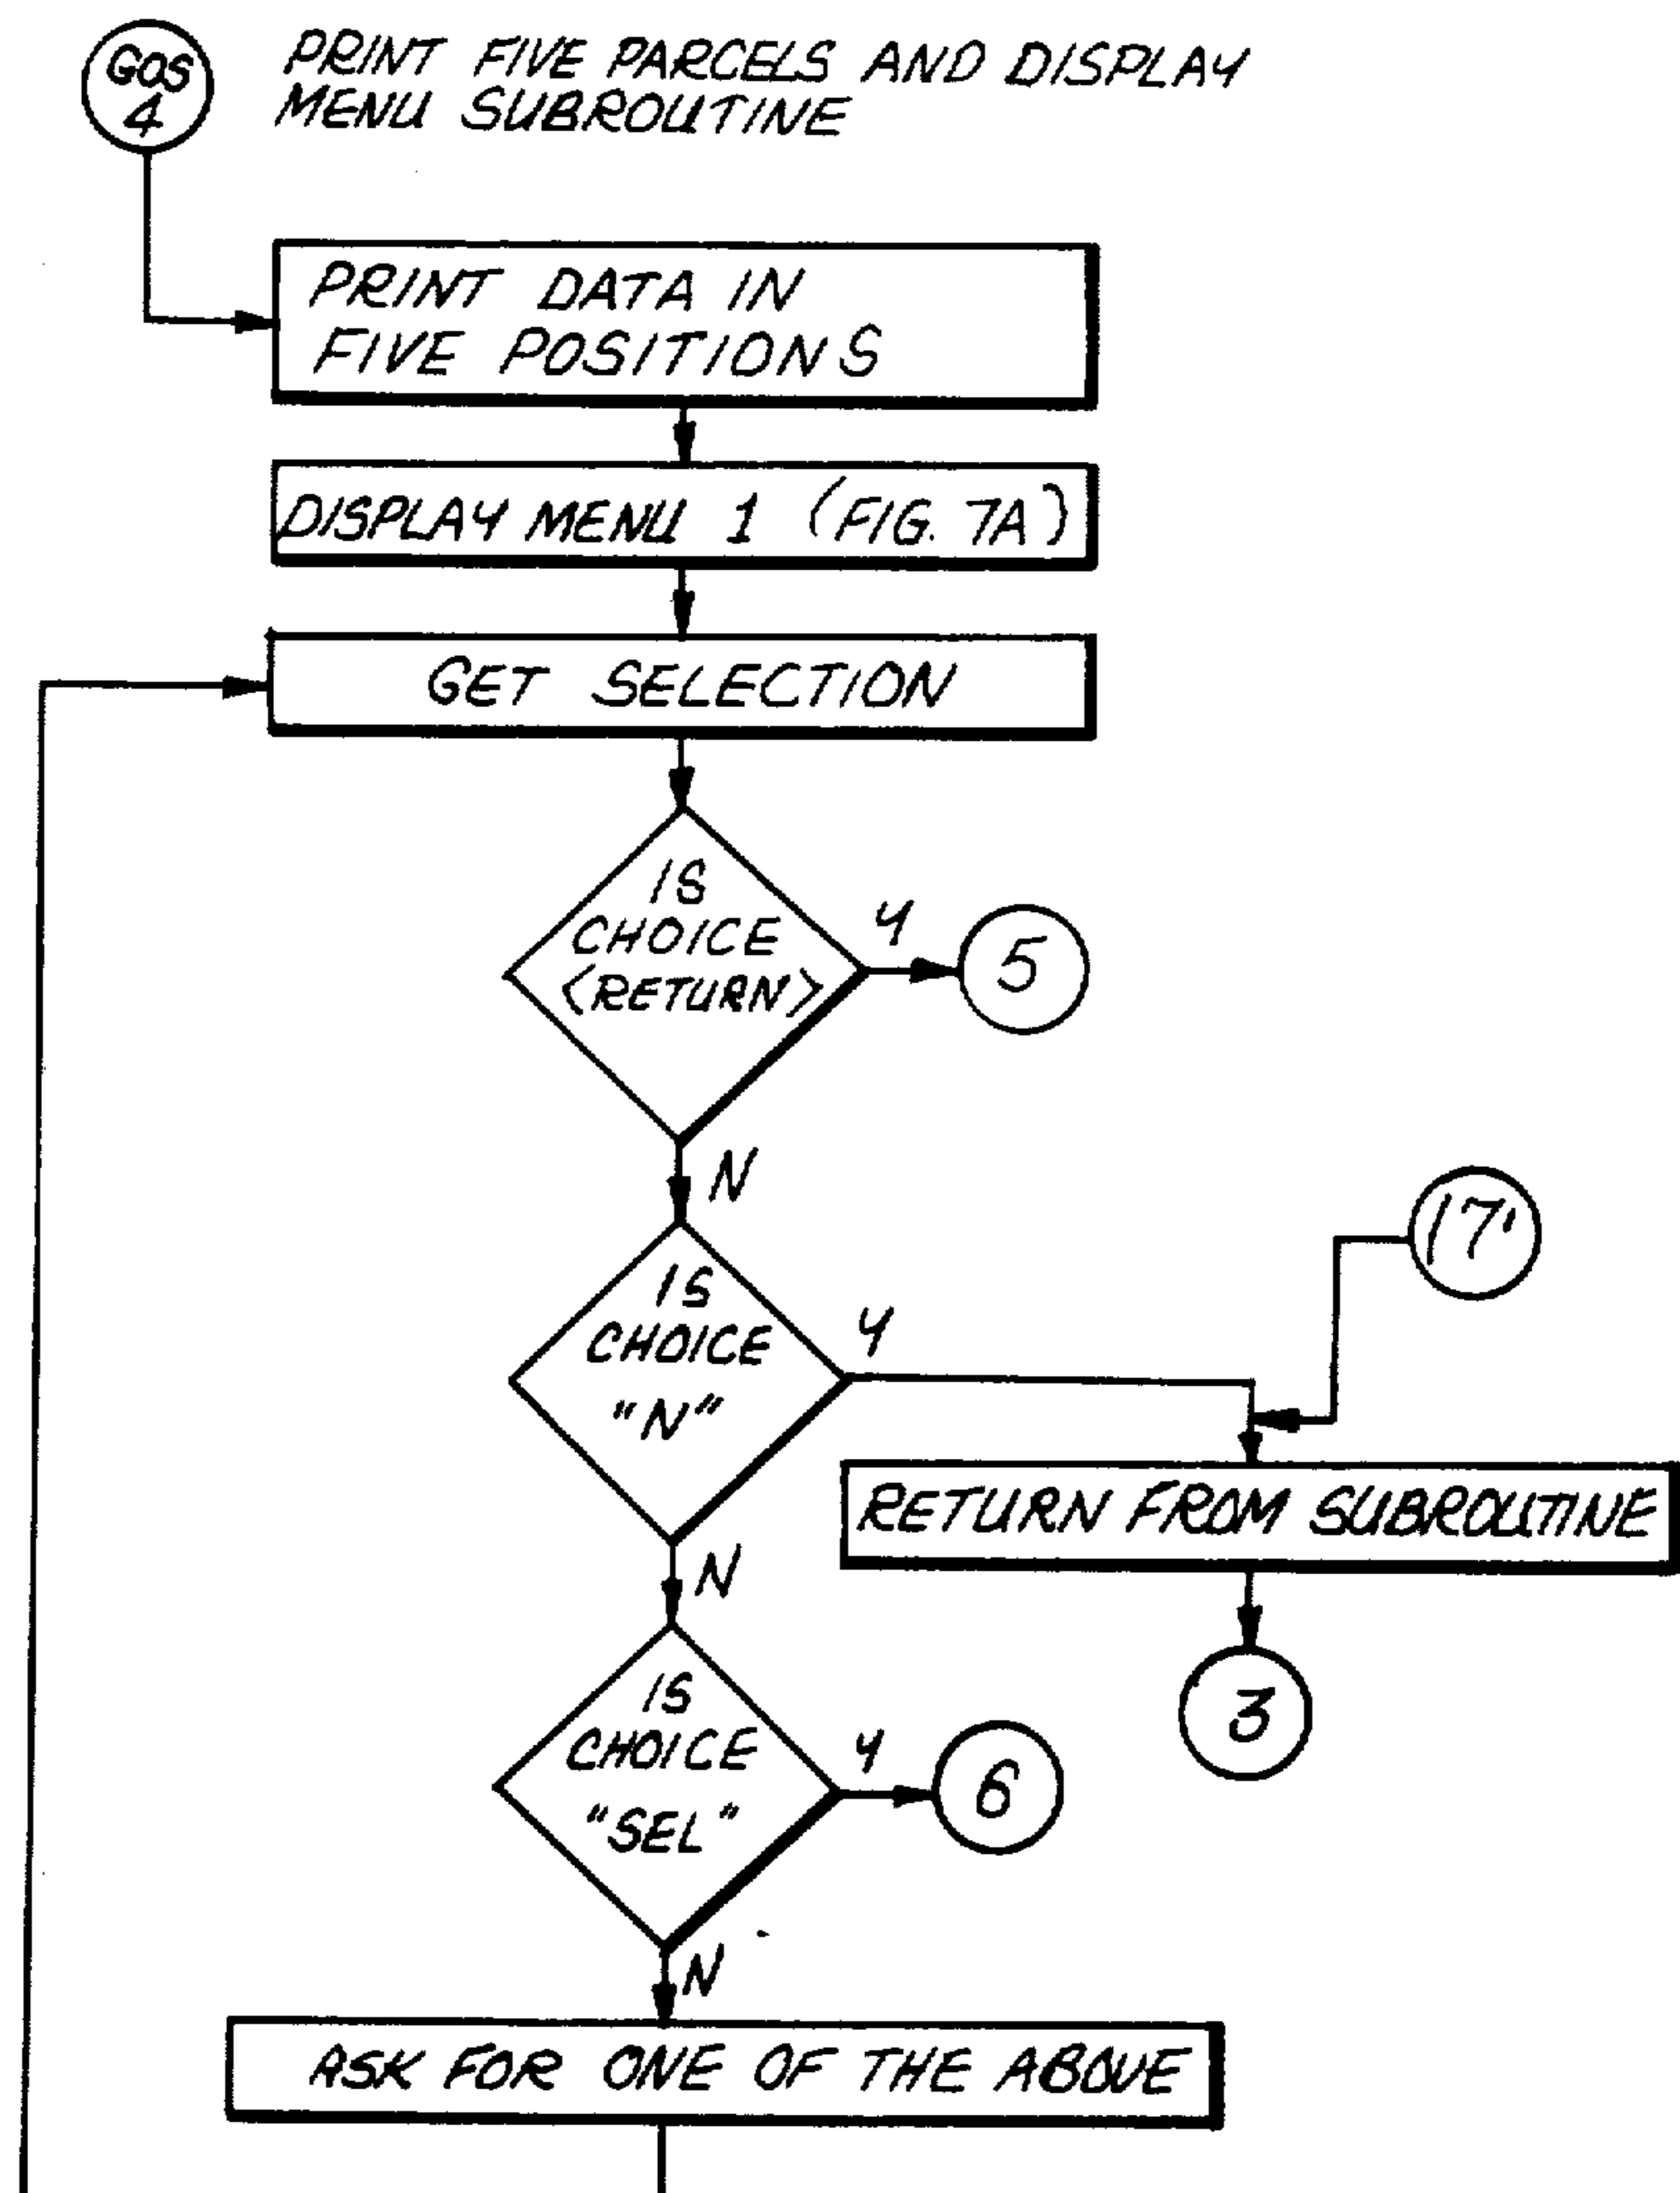 GOS
4
PRINT FIVE PARCELS AND DISPLAY
MENU SUBROUTINE
PRINT DATA IN
FIVE POSITIONS
DISPLAY MENU 1 (FIG. 7A)
GET SELECTION
IS
CHOICE
<RETURN>
Y
5
N
17'
IS
CHOICE
"N"
Y
RETURN FROM SUBROUTINE
N
3
IS
CHOICE
"SEL"
Y
6
N
ASK FOR ONE OF THE ABOVE